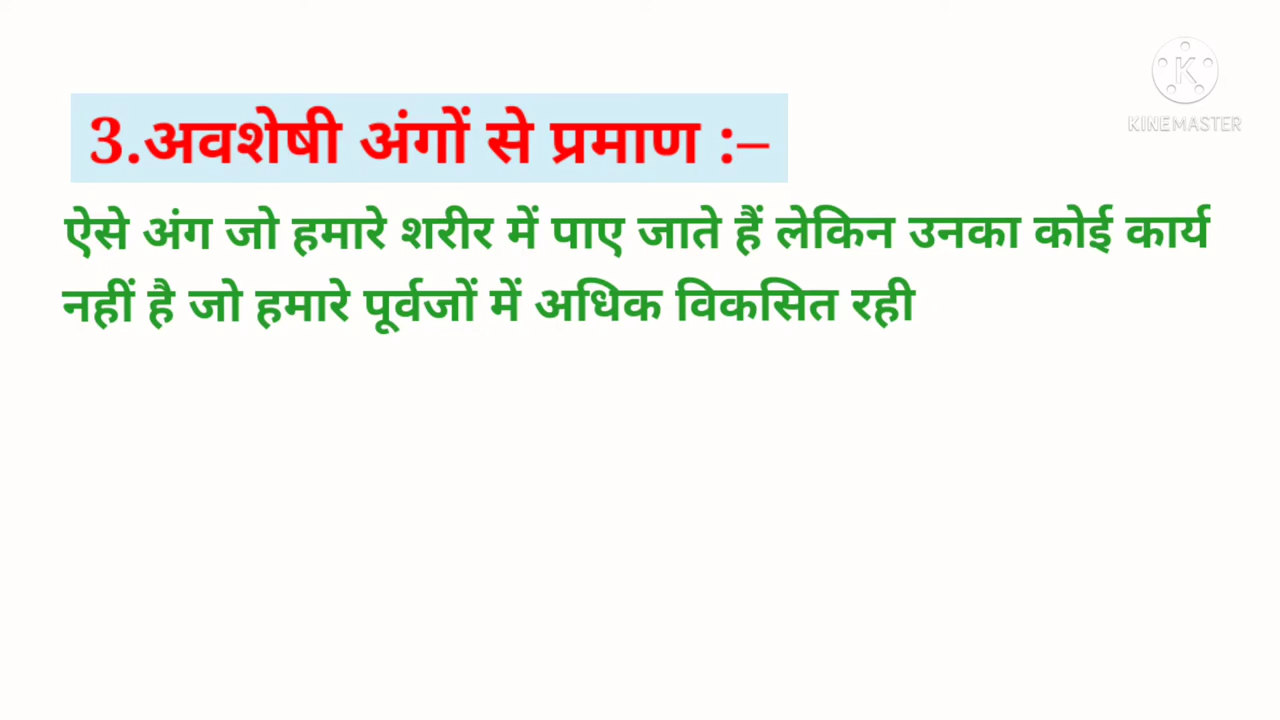 KINEMASTER
3.अवशेषी अंगों से प्रमाण :–
ऐसे अंग जो हमारे शरीर में पाए जाते हैं लेकिन उनका कोई कार्य
नहीं है जो हमारे पूर्वजों में अधिक विकसित रही